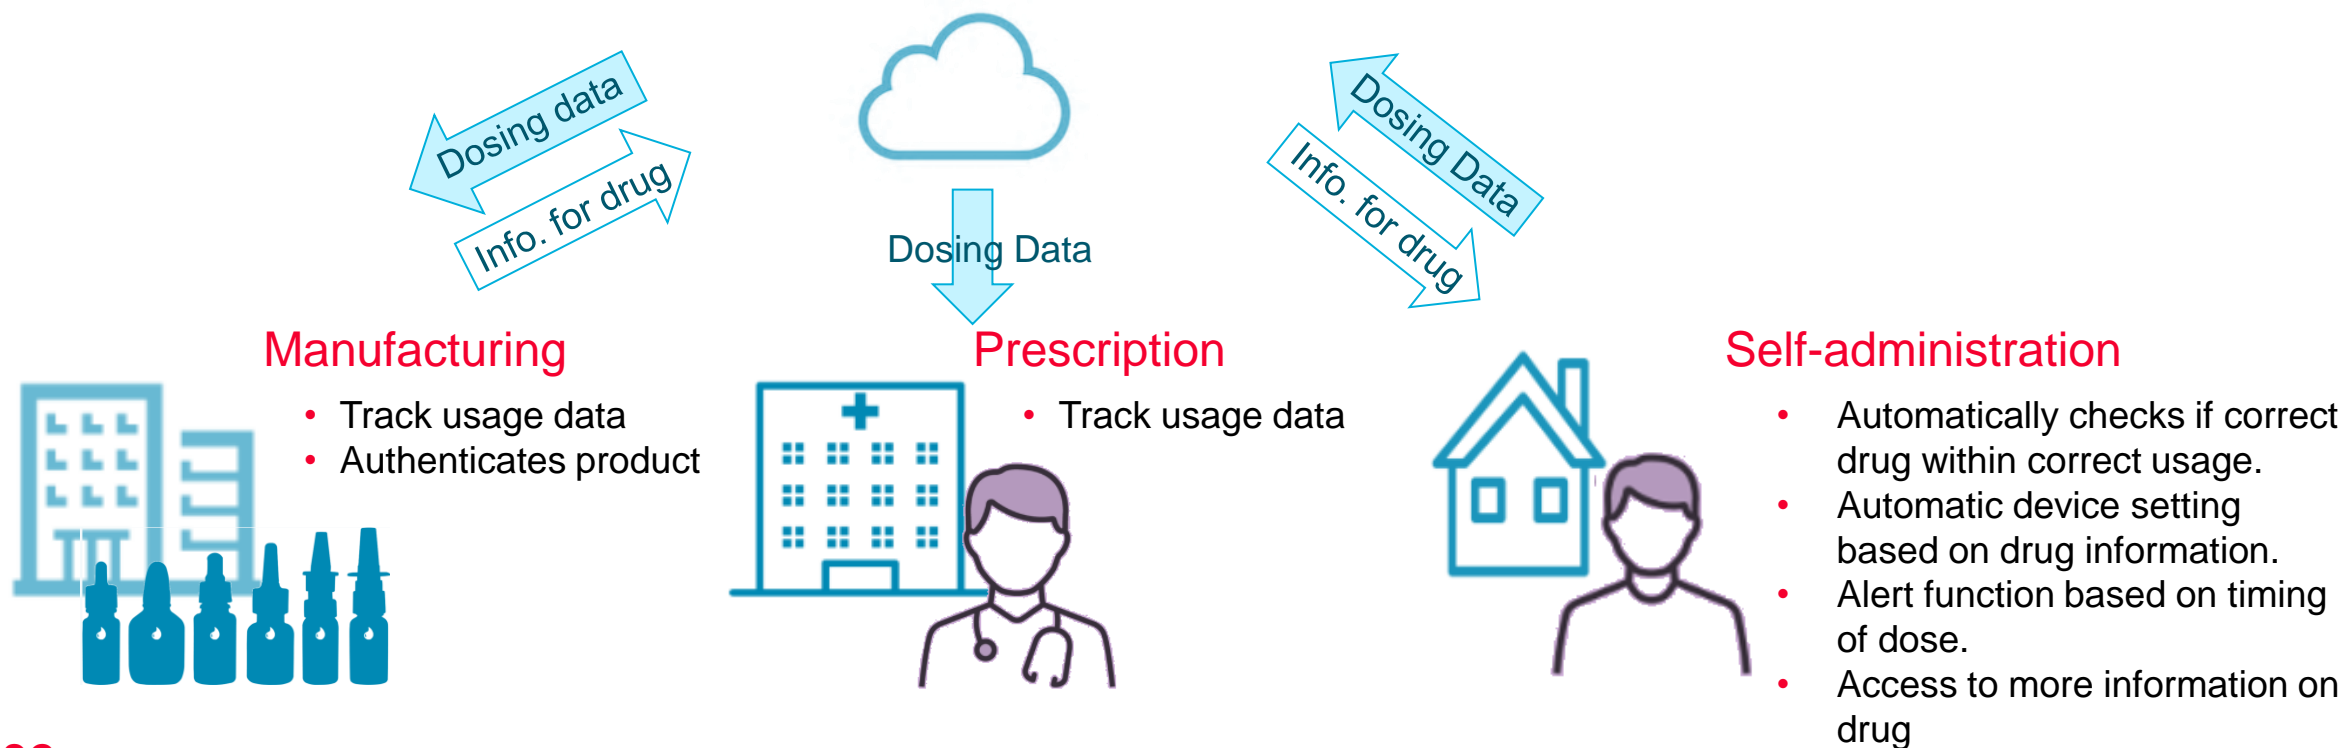 Dosing data
Info. for drug
Dosing Data
Dosing Data
Info. for drug
Manufacturing
• Track usage data
• Authenticates product
Prescription
• Track usage data
Self-administration
• Automatically checks if correct
drug within correct usage.
• Automatic device setting
based on drug information.
• Alert function based on timing
of dose.
• Access to more information on
drug